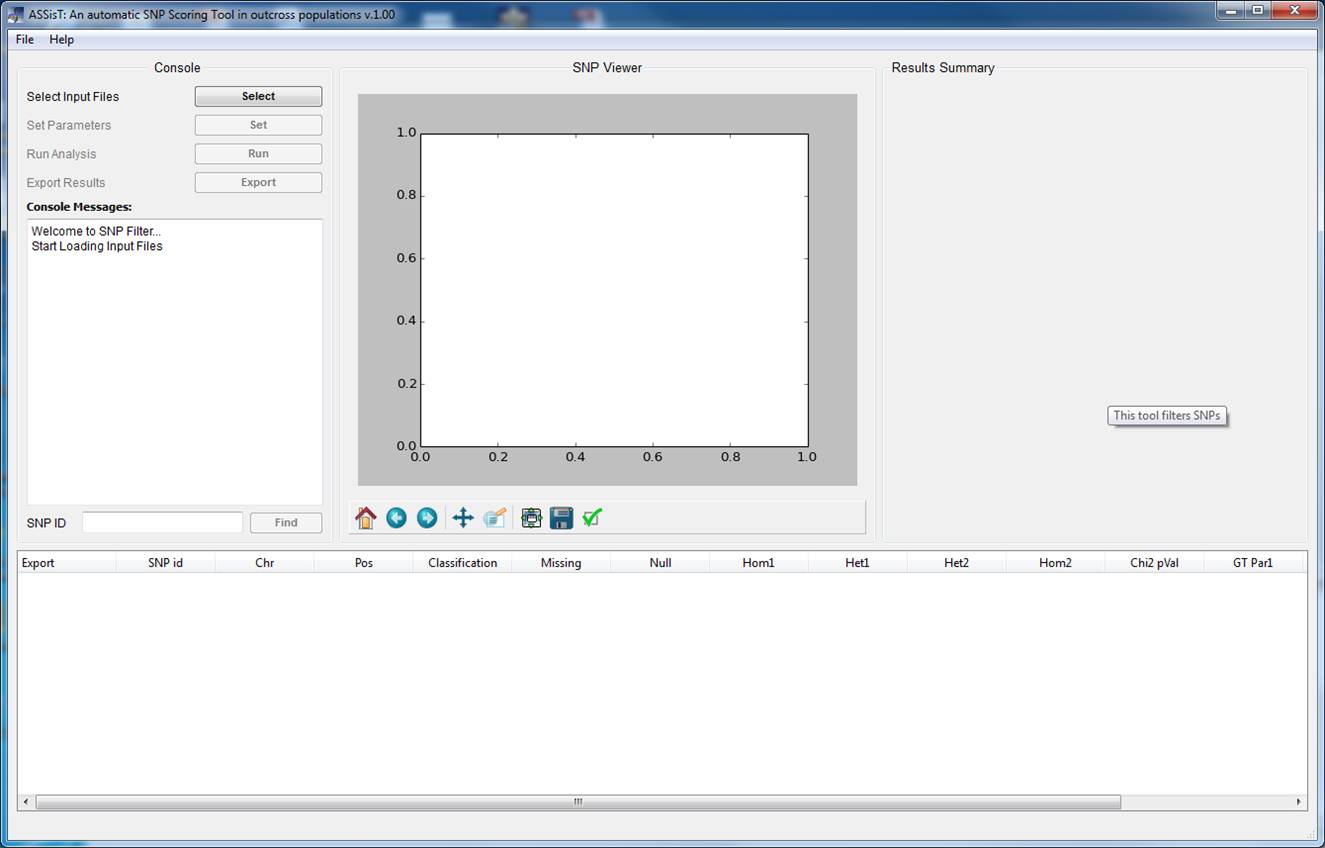 ASSisT: An automatic SNP Scoring Tool in outcross populations v.1.00
File Help
Console
Select Input Files Select
Set Parameters Set
Run Analysis Run
Export Results Export
Console Messages:
Welcome to SNP Filter...
Start Loading Input Files
SNP ID Find
SNP Viewer
1.0
0.8
0.6
0.4
0.2
0.0
0.0 0.2 0.4 0.6 0.8 1.0
Results Summary
This tool filters SNPs
Export SNP id Chr Pos Classification Missing Null Hom1 Het1 Het2 Hom2 Chi2 pVal GT Par1